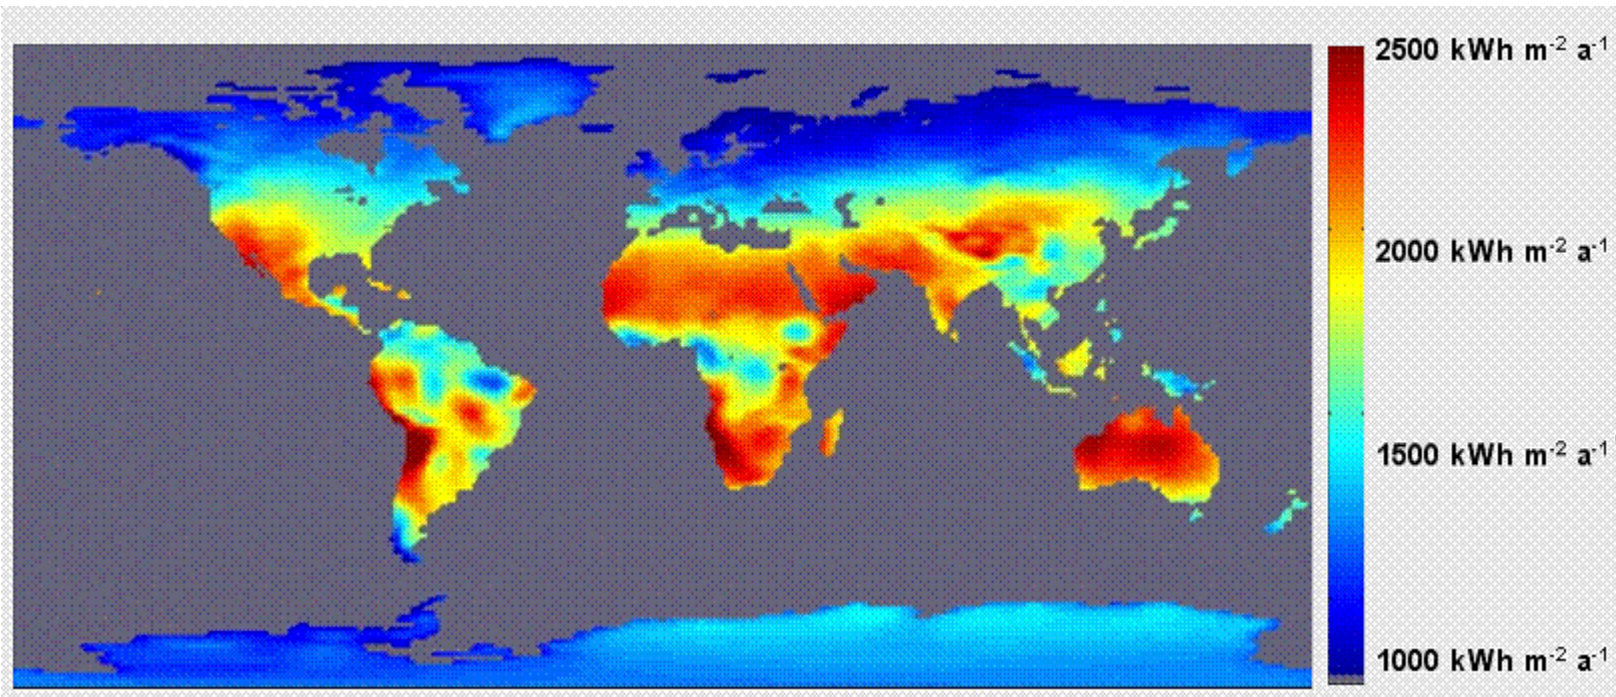 2500 kWh m⁻² a⁻¹
2000 kWh m⁻² a⁻¹
1500 kWh m⁻² a⁻¹
1000 kWh m⁻² a⁻¹